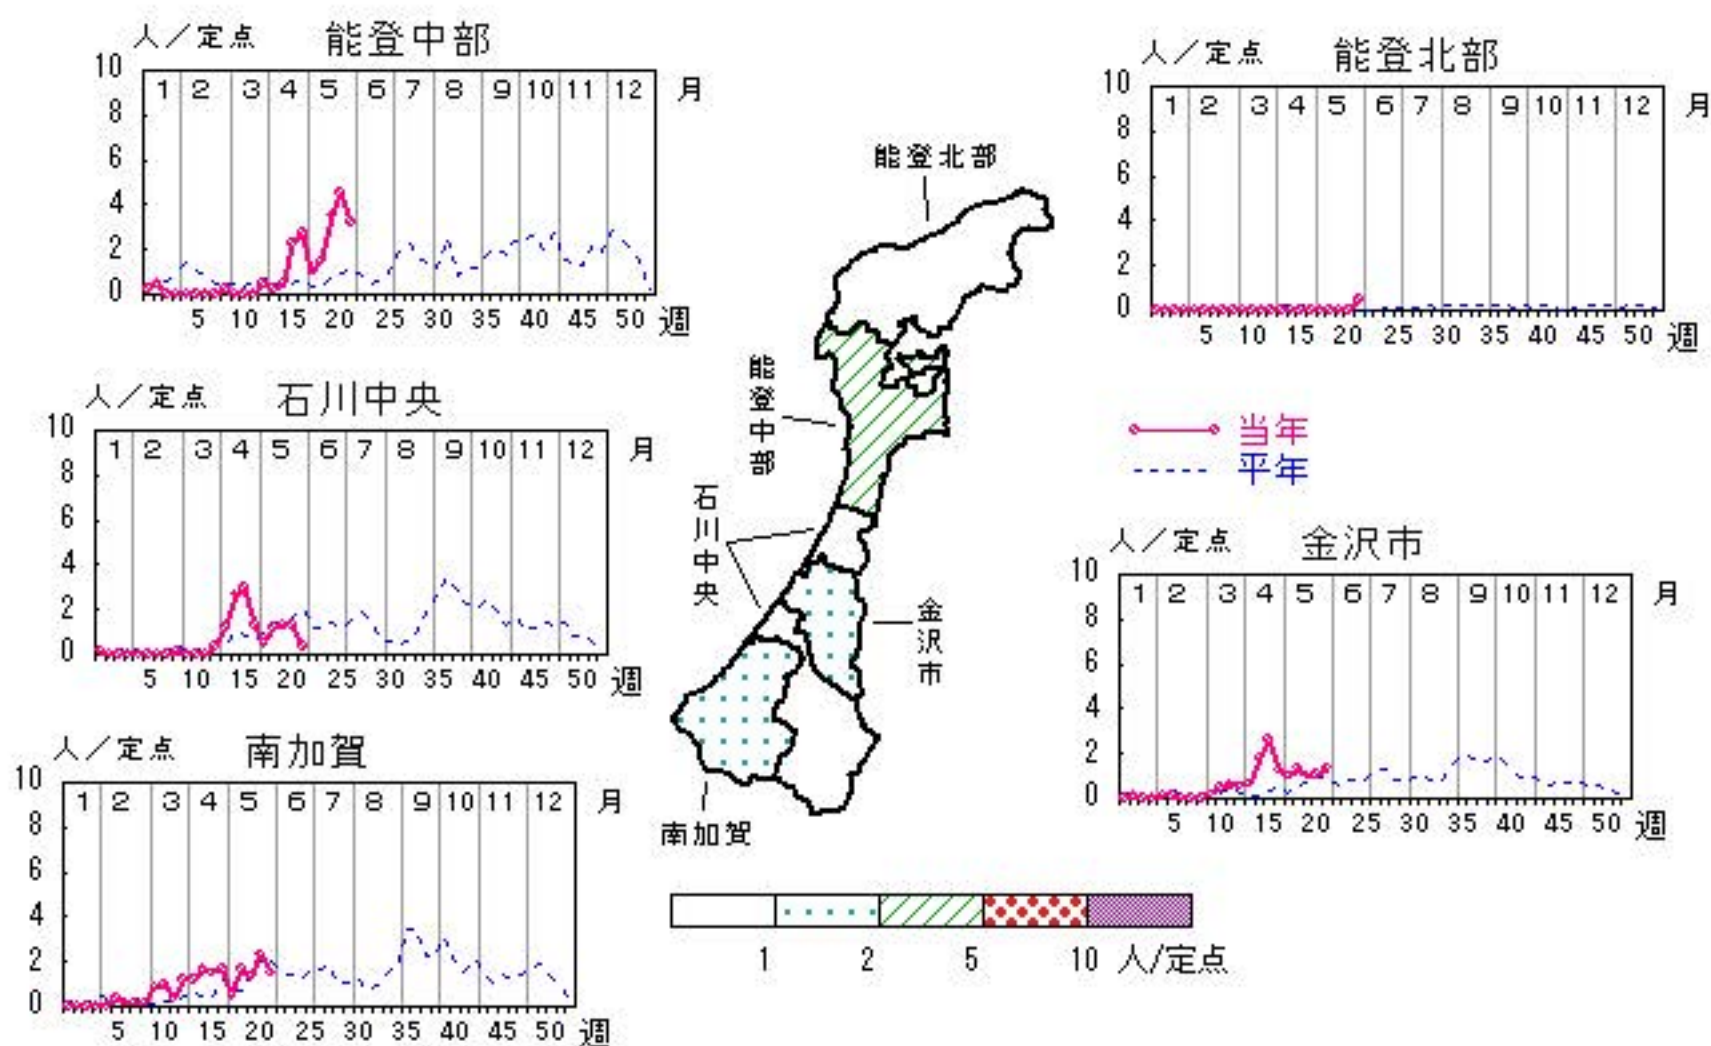 人／定点 能登中部
10 8 6 4 2 0
1 2 3 4 5 6 7 8 9 10 11 12 月
5 10 15 20 25 30 35 40 45 50 週
人／定点 能登北部
10 8 6 4 2 0
1 2 3 4 5 6 7 8 9 10 11 12 月
5 10 15 20 25 30 35 40 45 50 週
人／定点 石川中央
10 8 6 4 2 0
1 2 3 4 5 6 7 8 9 10 11 12 月
5 10 15 20 25 30 35 40 45 50 週
能登北部
能登中部
石川中央
金沢市
南加賀
当年
平年
人／定点 金沢市
10 8 6 4 2 0
1 2 3 4 5 6 7 8 9 10 11 12 月
5 10 15 20 25 30 35 40 45 50 週
人／定点 南加賀
10 8 6 4 2 0
1 2 3 4 5 6 7 8 9 10 11 12 月
5 10 15 20 25 30 35 40 45 50 週
1 2 5 10 人/定点